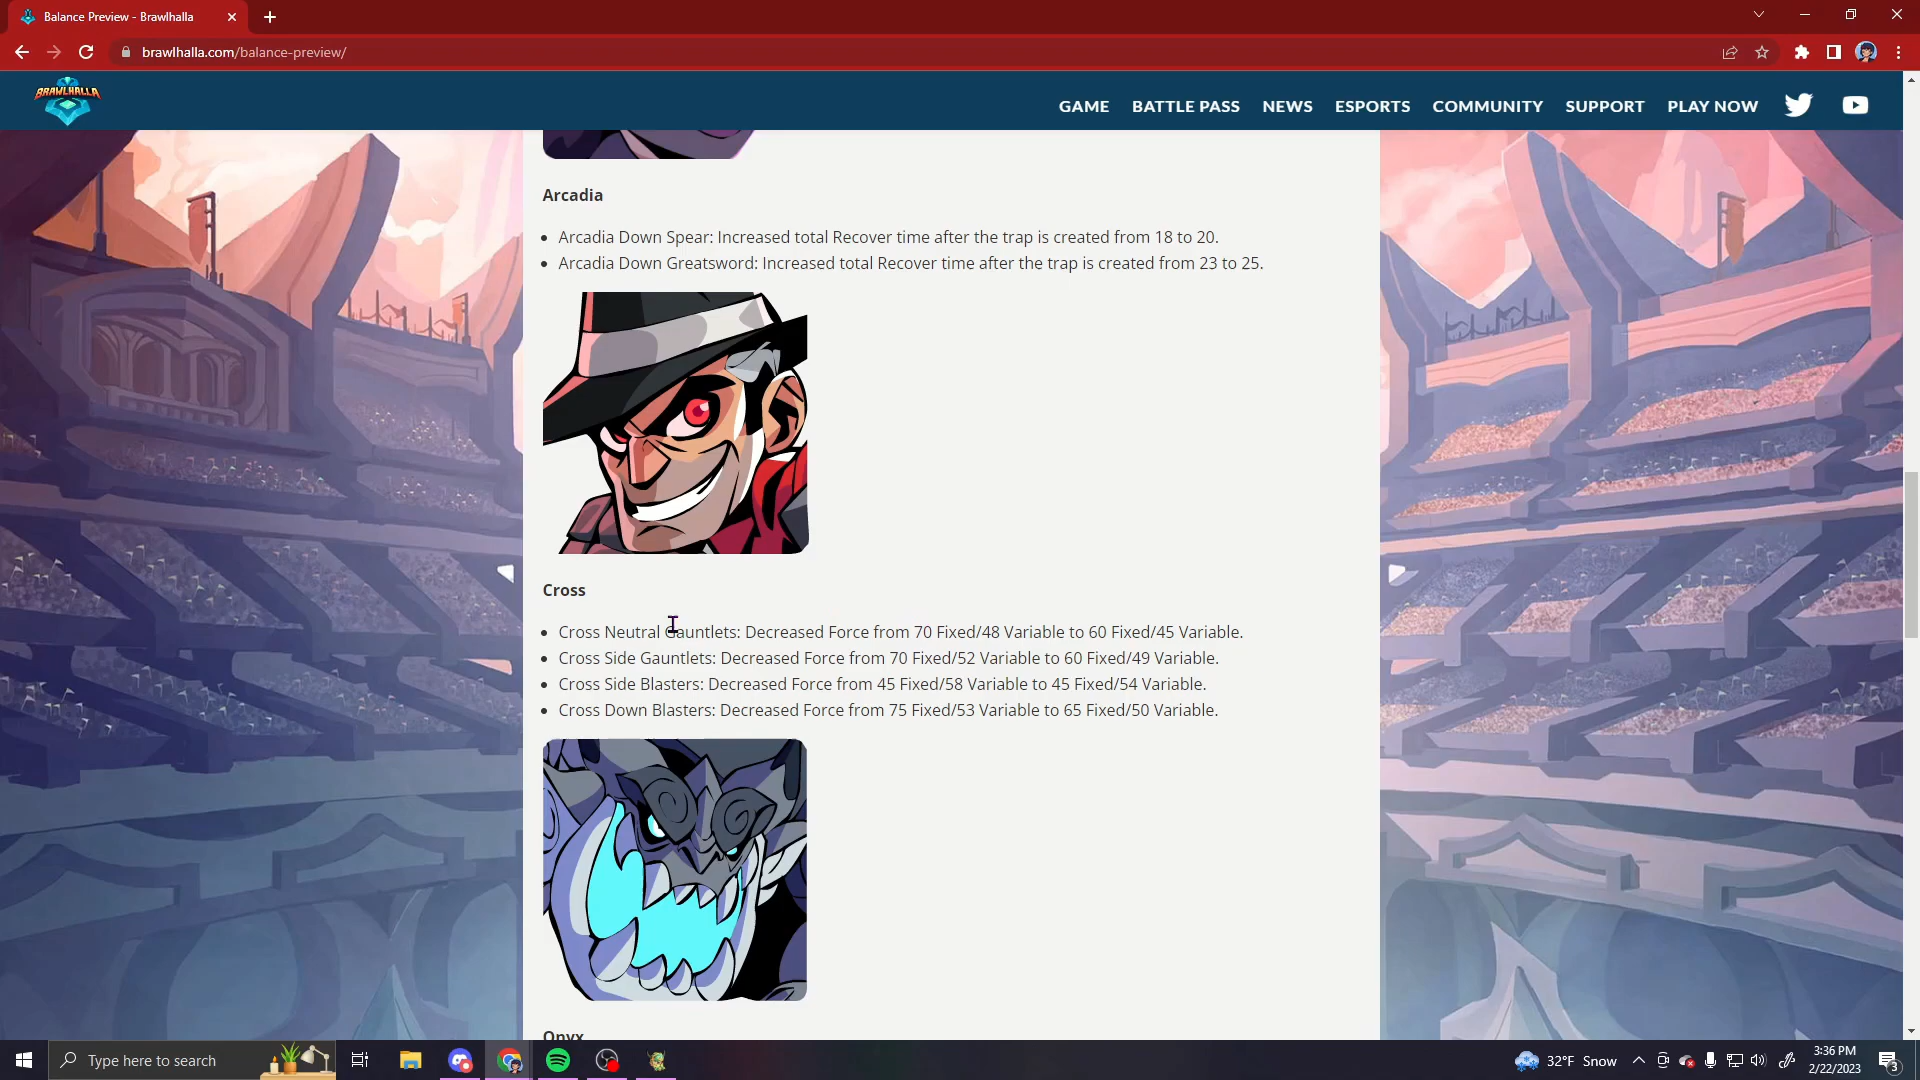 Balance Preview - Brawlhalla
brawlhalla.com/balance-preview/
BRAWLHALLA
GAME BATTLE PASS NEWS ESPORTS COMMUNITY SUPPORT PLAY NOW
Arcadia
Arcadia Down Spear: Increased total Recover time after the trap is created from 18 to 20.
Arcadia Down Greatsword: Increased total Recover time after the trap is created from 23 to 25.
Cross
Cross Neutral Gauntlets: Decreased Force from 70 Fixed/48 Variable to 60 Fixed/45 Variable.
Cross Side Gauntlets: Decreased Force from 70 Fixed/52 Variable to 60 Fixed/49 Variable.
Cross Side Blasters: Decreased Force from 45 Fixed/58 Variable to 45 Fixed/54 Variable.
Cross Down Blasters: Decreased Force from 75 Fixed/53 Variable to 65 Fixed/50 Variable.
Onyx
Type here to search
32°F Snow
3:36 PM
2/22/2023
3